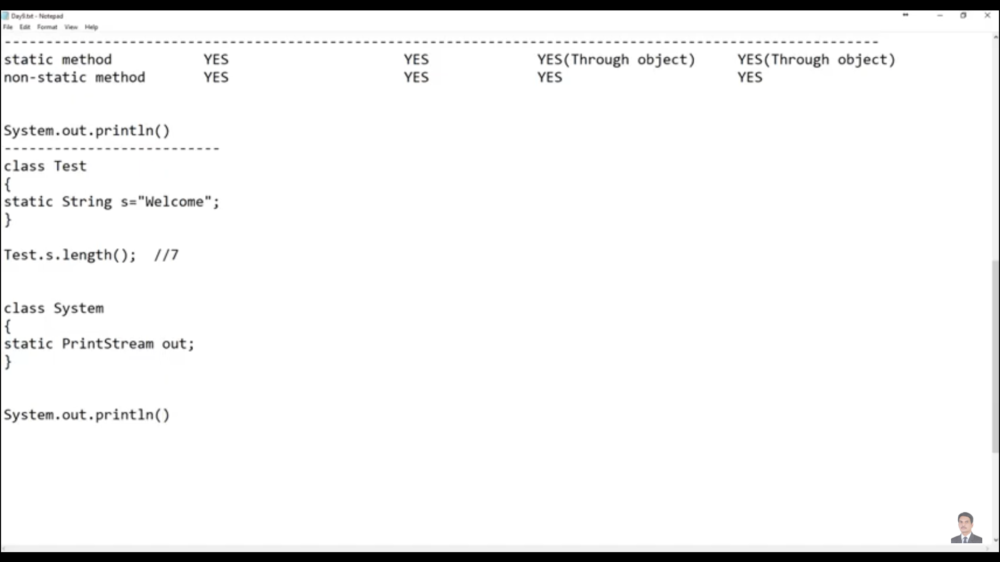 Day9.txt - Notepad
File Edit Format View Help
---------------------------------------------------------------------------------------------------------
static method YES YES YES(Through object) YES(Through object)
non-static method YES YES YES YES
System.out.println()
--------------------------
class Test
{
static String s="Welcome";
}
Test.s.length(); //7
class System
{
static PrintStream out;
}
System.out.println()